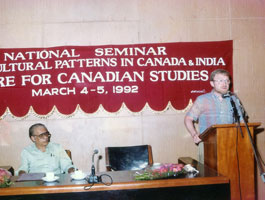 NATIONAL SEMINAR
CULTURAL PATTERNS IN CANADA & INDIA
RE FOR CANADIAN STUDIES
MARCH 4-5, 1992